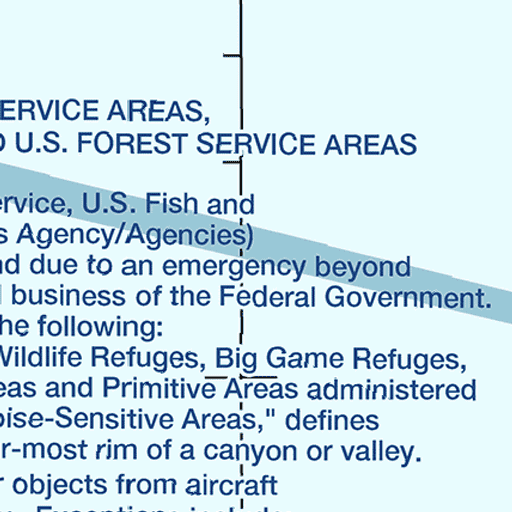 ERVICE AREAS,
U.S. FOREST SERVICE AREAS
ervice, U.S. Fish and
s Agency/Agencies)
nd due to an emergency beyond
l business of the Federal Government.
he following:
Wildlife Refuges, Big Game Refuges,
eas and Primitive Areas administered
oise-Sensitive Areas," defines
r-most rim of a canyon or valley.
r objects from aircraft